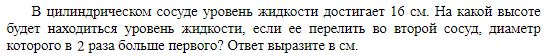 В цилиндрическом сосуде уровень жидкости достигает 16 см. На какой высоте
будет находиться уровень жидкости, если ее перелить во второй сосуд, диаметр
которого в 2 раза больше первого? Ответ выразите в см.